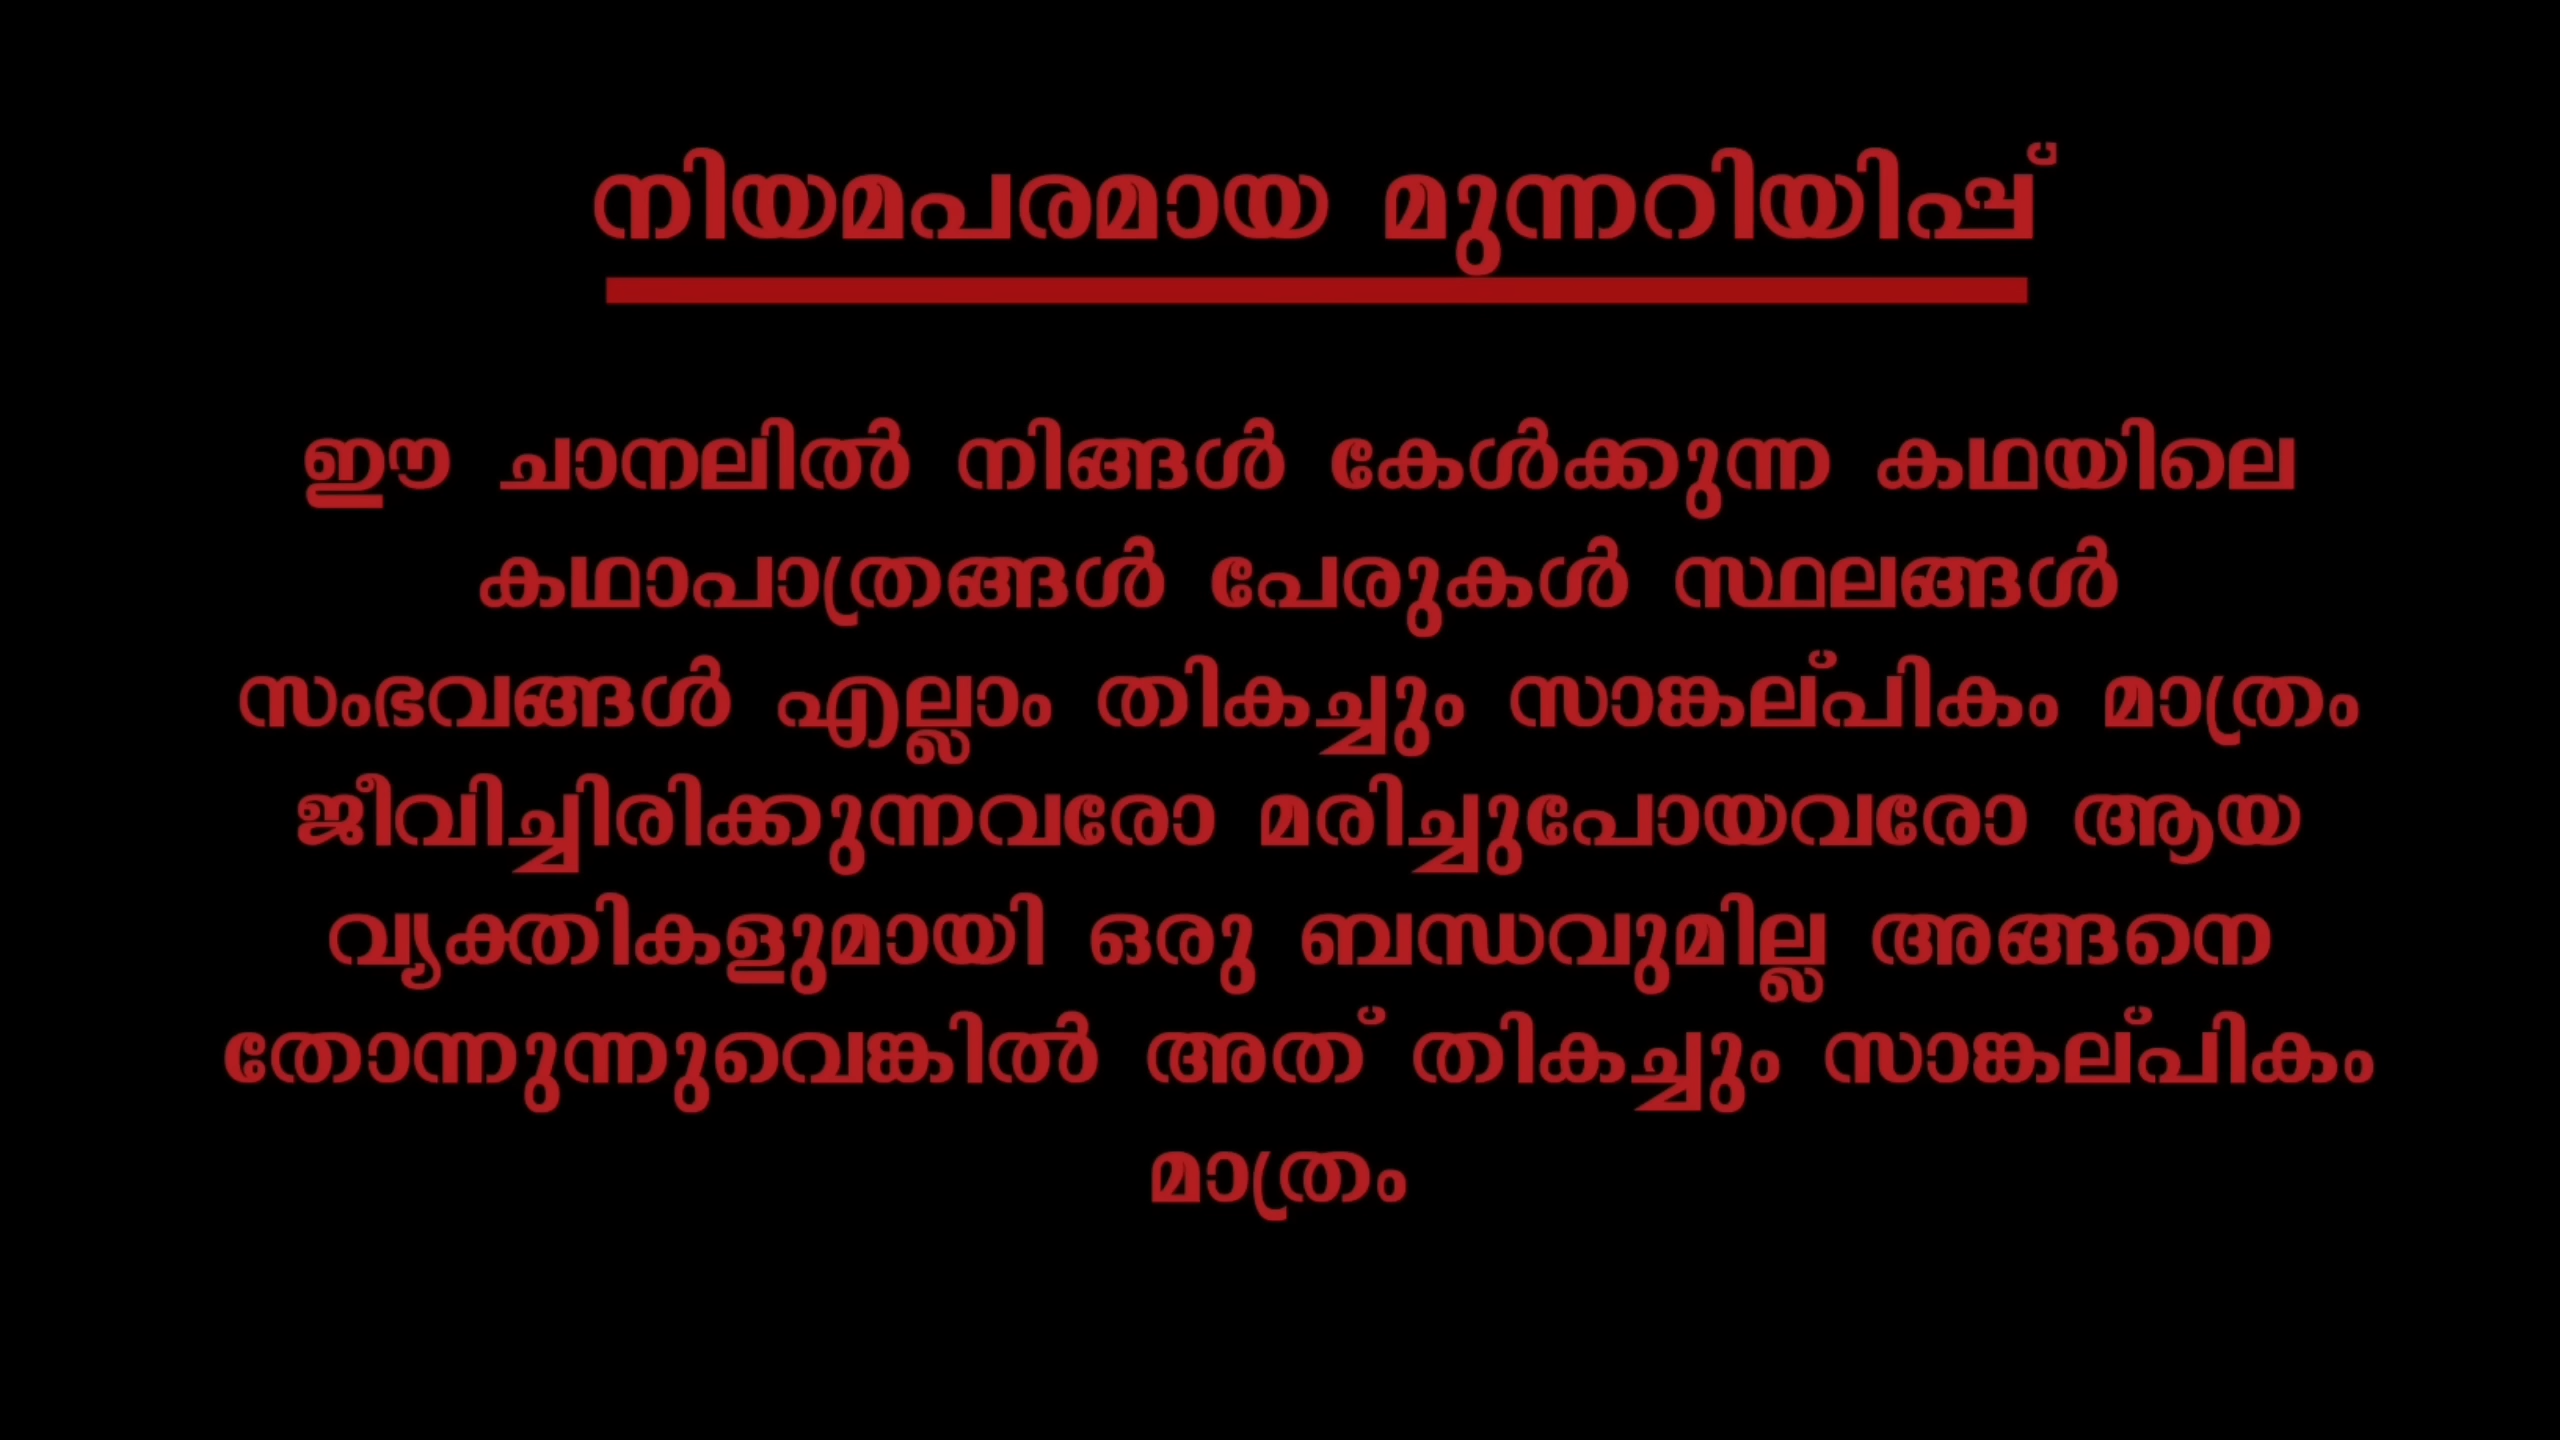 നിയമപരമായ മുന്നറിയിപ്പ്
ഈ ചാനലിൽ നിങ്ങൾ കേൾക്കുന്ന കഥയിലെ
കഥാപാത്രങ്ങൾ പേരുകൾ സ്ഥലങ്ങൾ
സംഭവങ്ങൾ എല്ലാം തികച്ചും സാങ്കല്പികം മാത്രം
ജീവിച്ചിരിക്കുന്നവരോ മരിച്ചുപോയവരോ ആയ
വ്യക്തികളുമായി ഒരു ബന്ധവുമില്ല അങ്ങനെ
തോന്നുന്നുവെങ്കിൽ അത് തികച്ചും സാങ്കല്പികം
മാത്രം